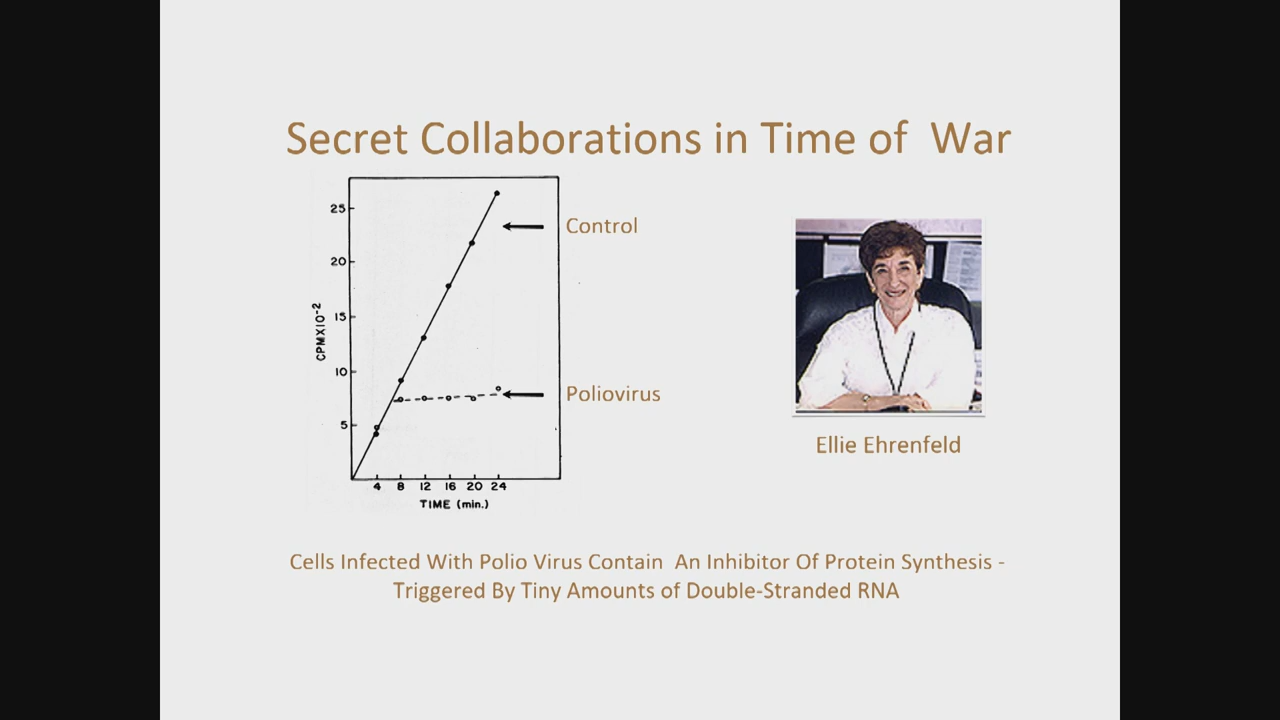 Secret Collaborations in Time of  War
25
20
15
10
5
CPMX10-2
4 8 12 16 20 24
TIME (min.)
Control
Poliovirus
Ellie Ehrenfeld
Cells Infected With Polio Virus Contain  An Inhibitor Of Protein Synthesis -
Triggered By Tiny Amounts of Double-Stranded RNA